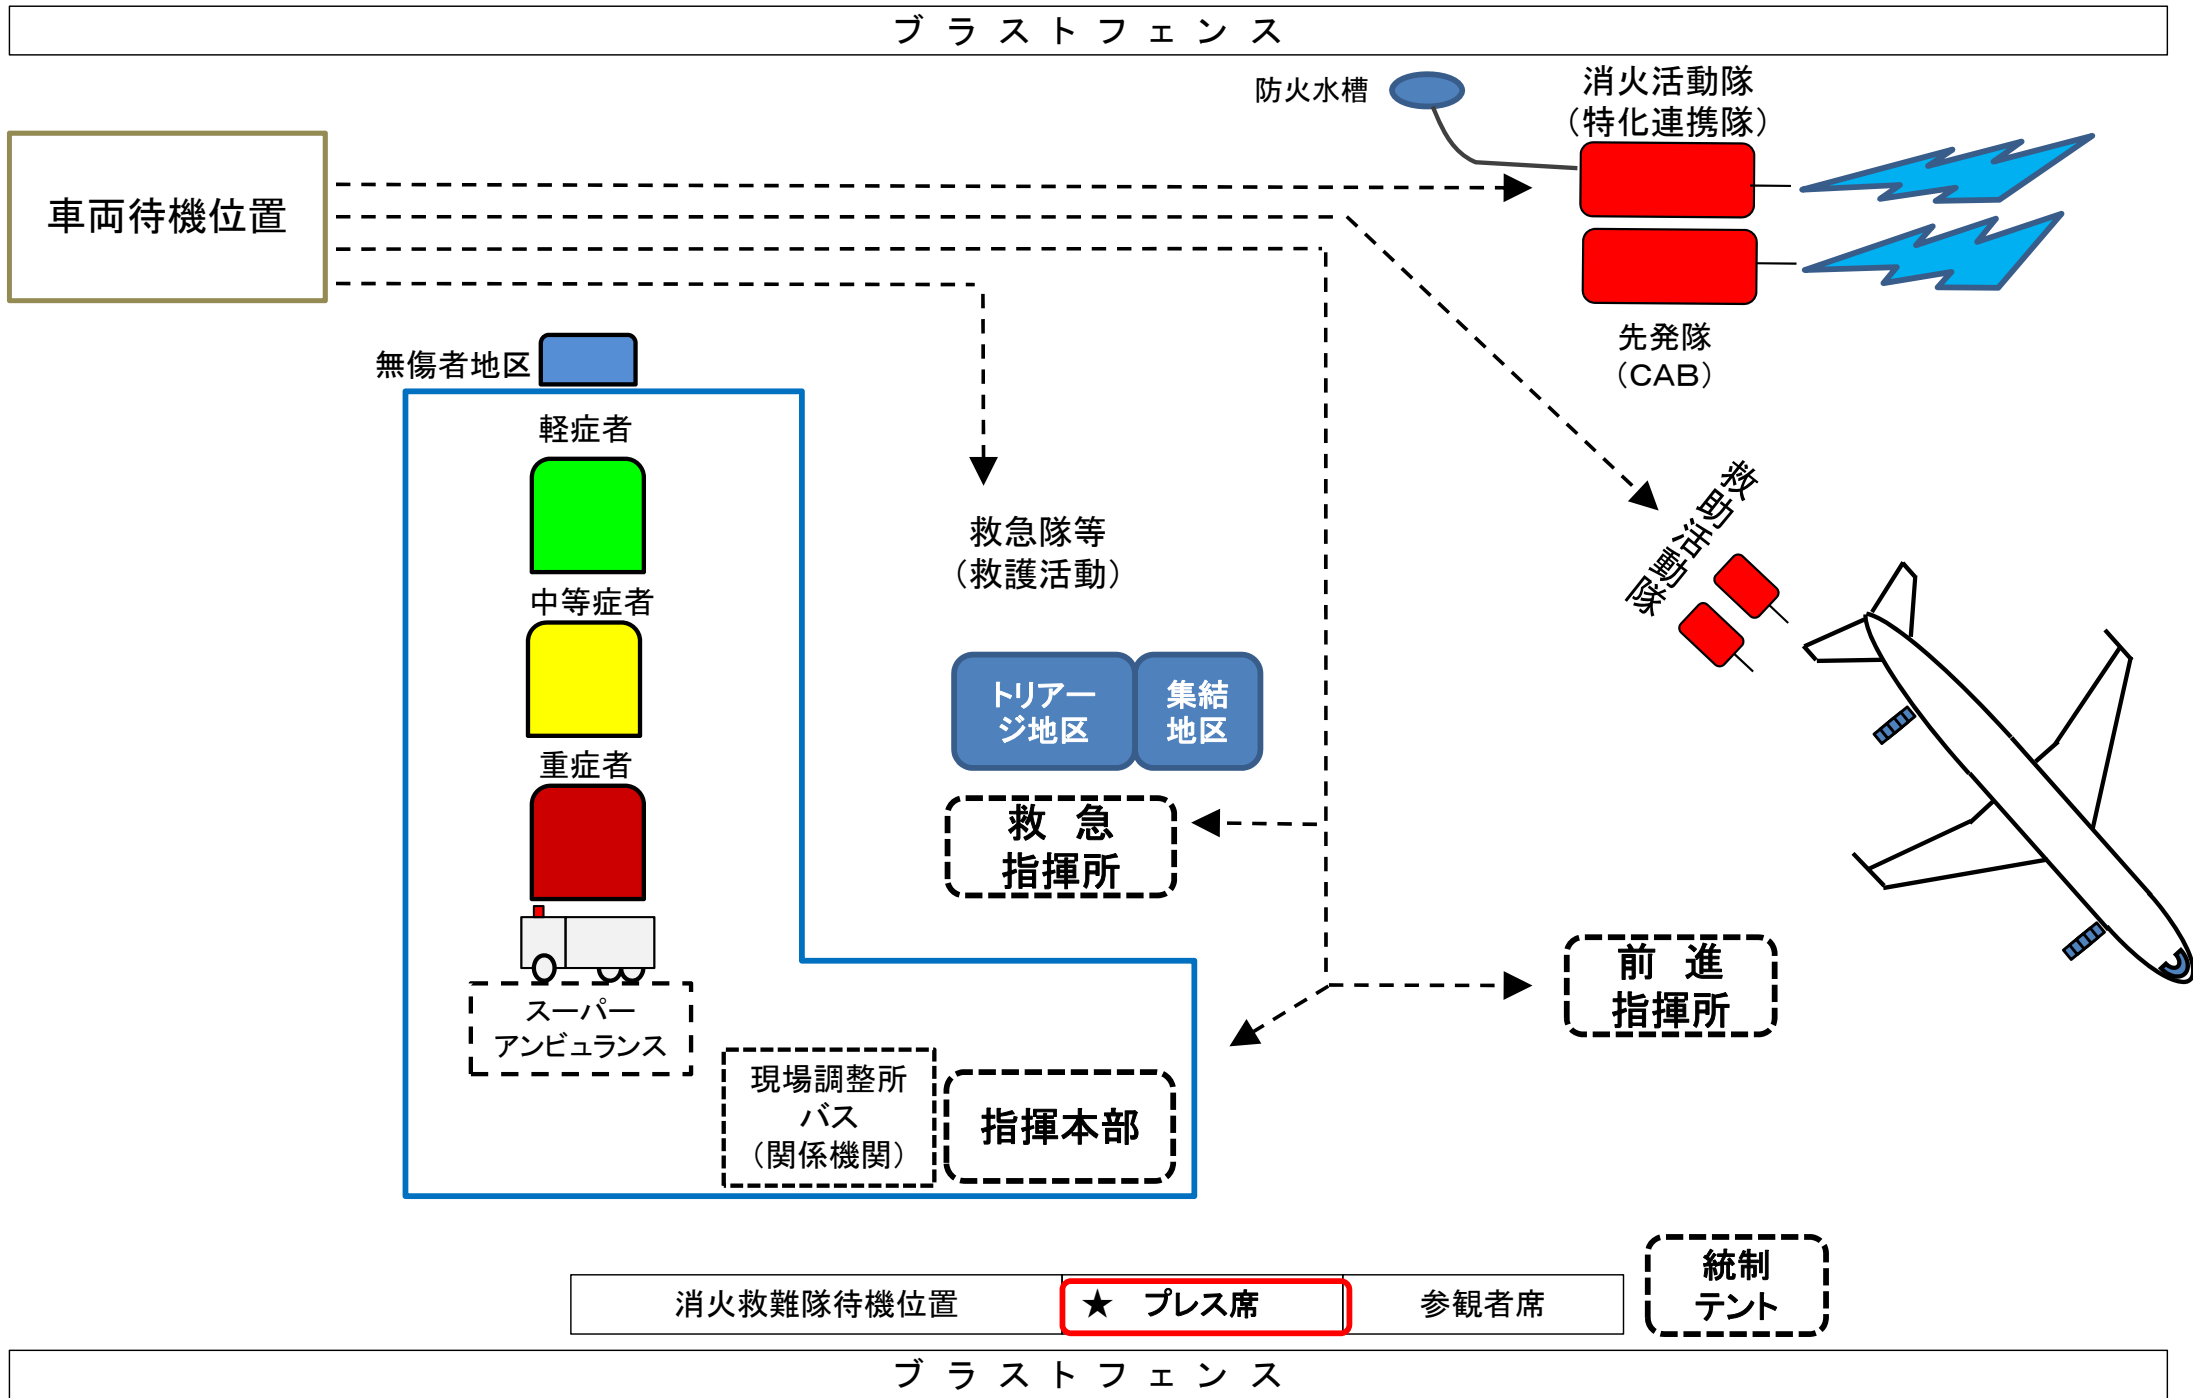 ブラストフェンス
防火水槽
消火活動隊
（特化連携隊）
車両待機位置
先発隊
（CAB）
無傷者地区
軽症者
救助活動隊
救急隊等
（救護活動）
中等症者
トリアー
ジ地区
集結
地区
重症者
救　急
指揮所
前　進
指揮所
スーパー
アンビュランス
現場調整所
バス
（関係機関）
指揮本部
統制
テント
消火救難隊待機位置
★　プレス席
参観者席
ブラストフェンス